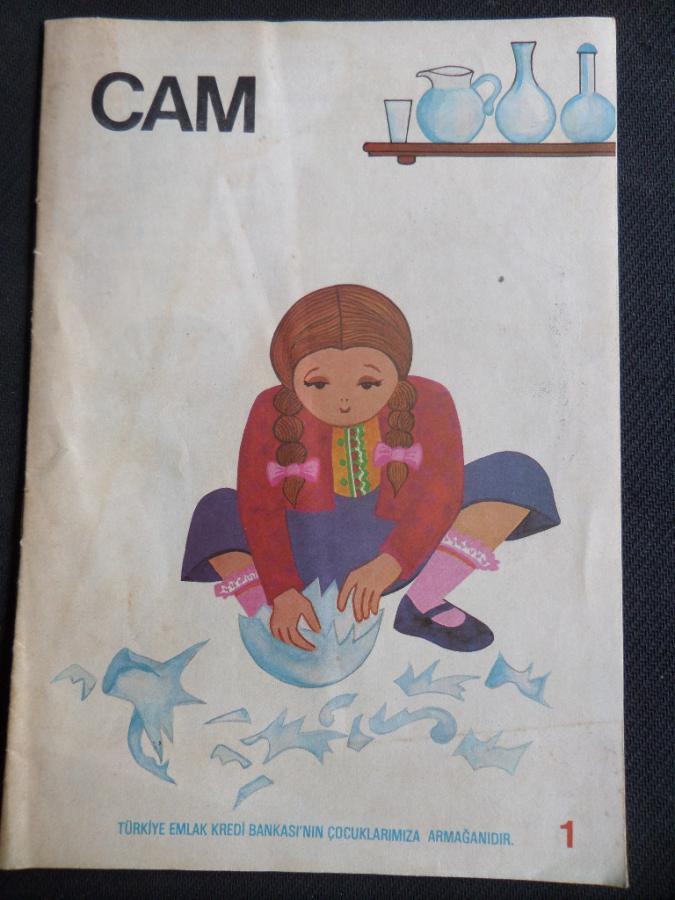 CAM
TÜRKİYE EMLAK KREDİ BANKASI'NIN ÇOCUKLARIMIZA ARMAĞANIDIR.
1